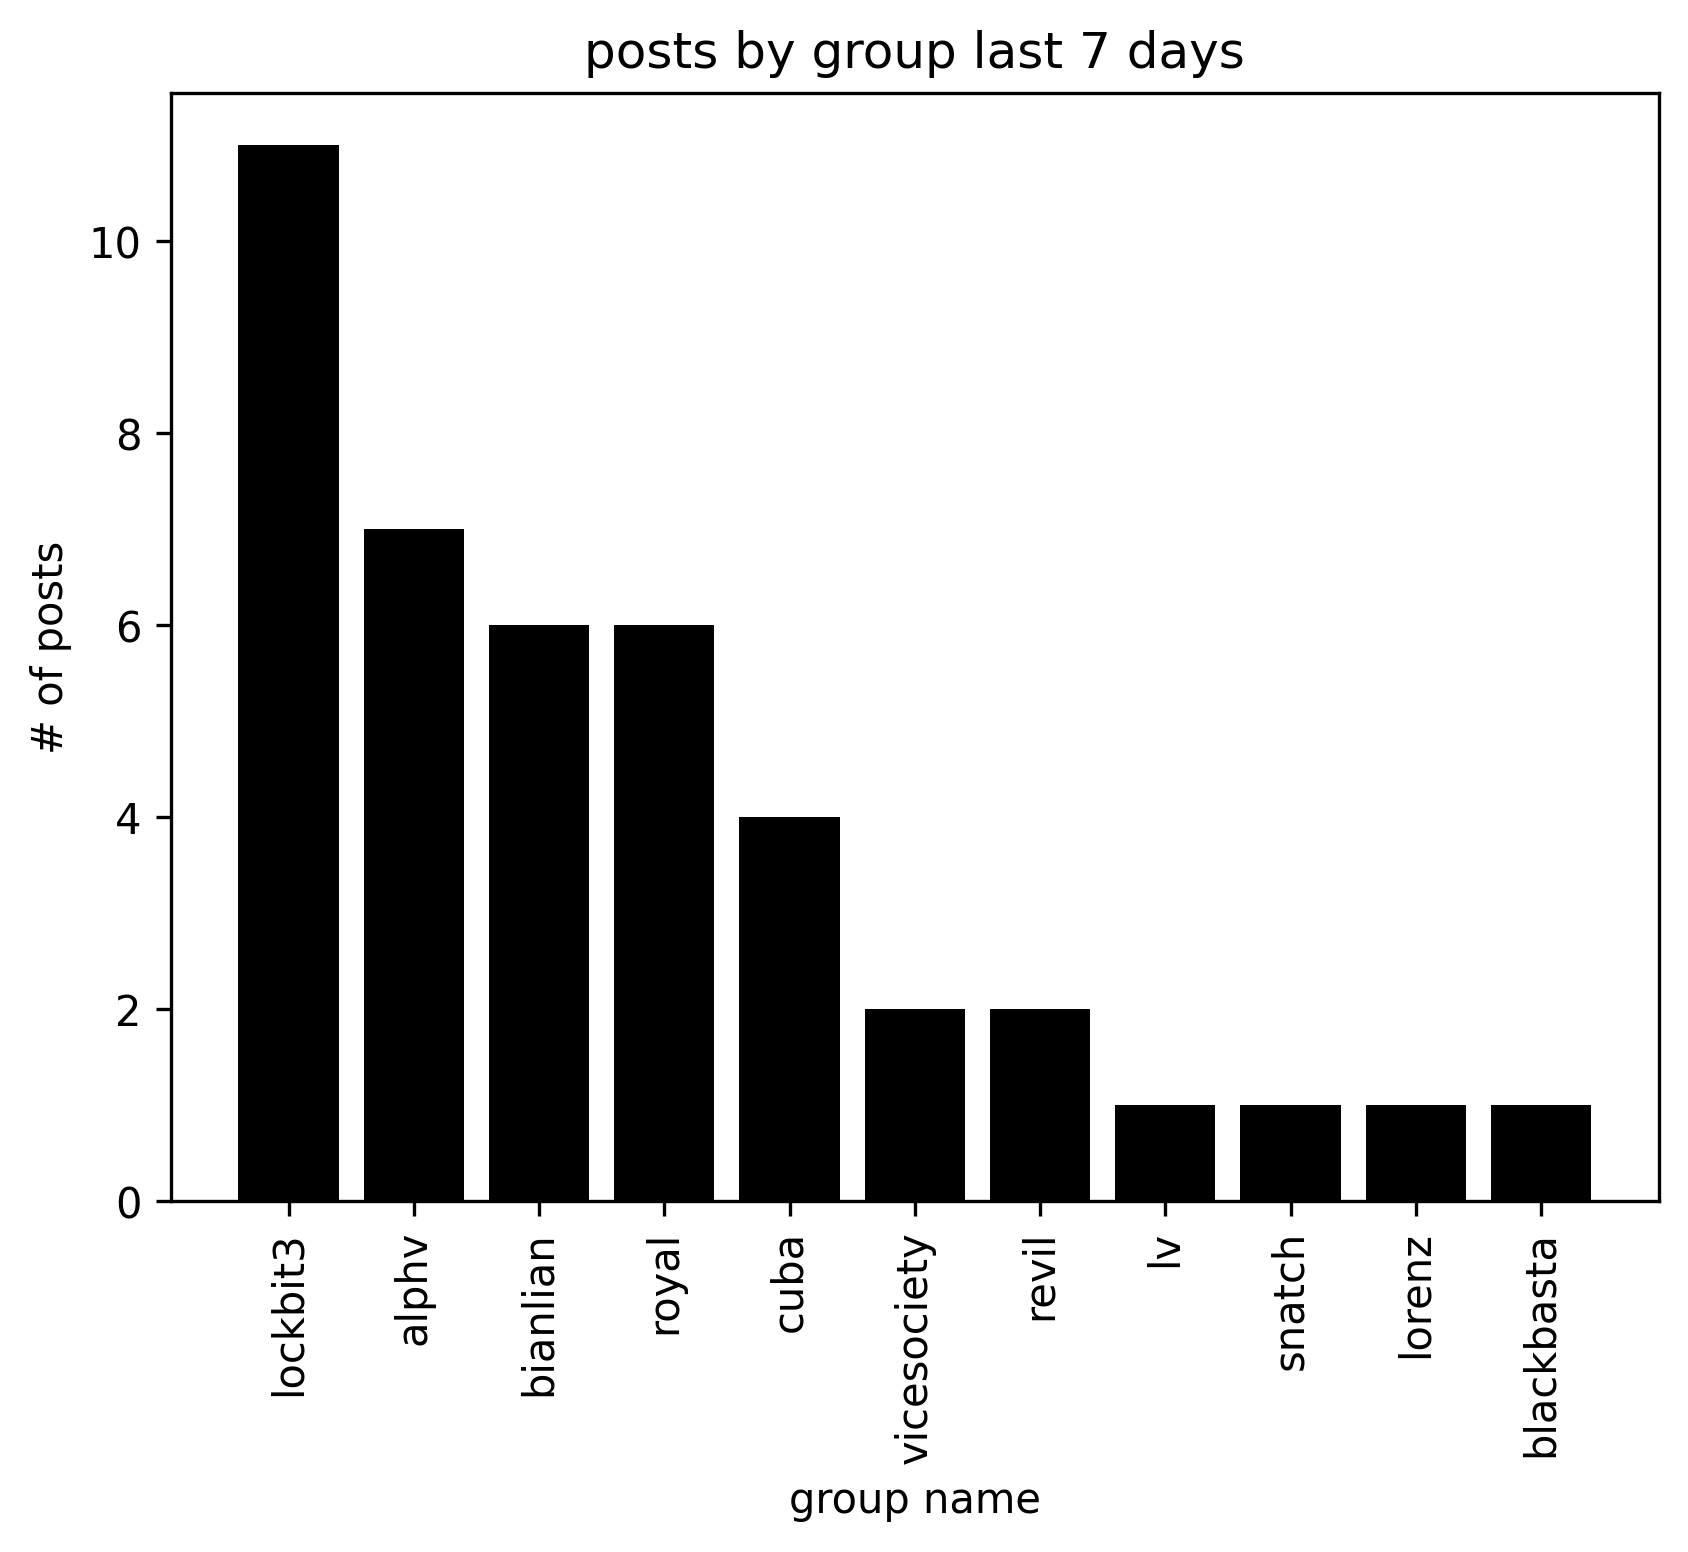 posts by group last 7 days
# of posts
10
8
6
4
2
0
lockbit3
alphv
bianlian
royal
cuba
vicesociety
revil
lv
snatch
lorenz
blackbasta
group name